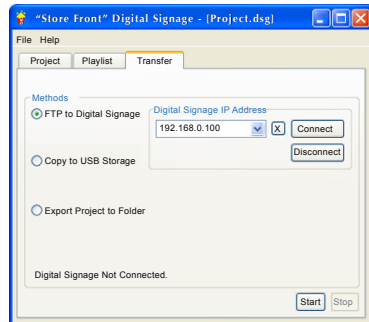 "Store Front" Digital Signage - [Project.dsg]
File Help
Project Playlist Transfer
Methods
FTP to Digital Signage
Digital Signage IP Address
192.168.0.100 X Connect
Disconnect
Copy to USB Storage
Export Project to Folder
Digital Signage Not Connected.
Start Stop